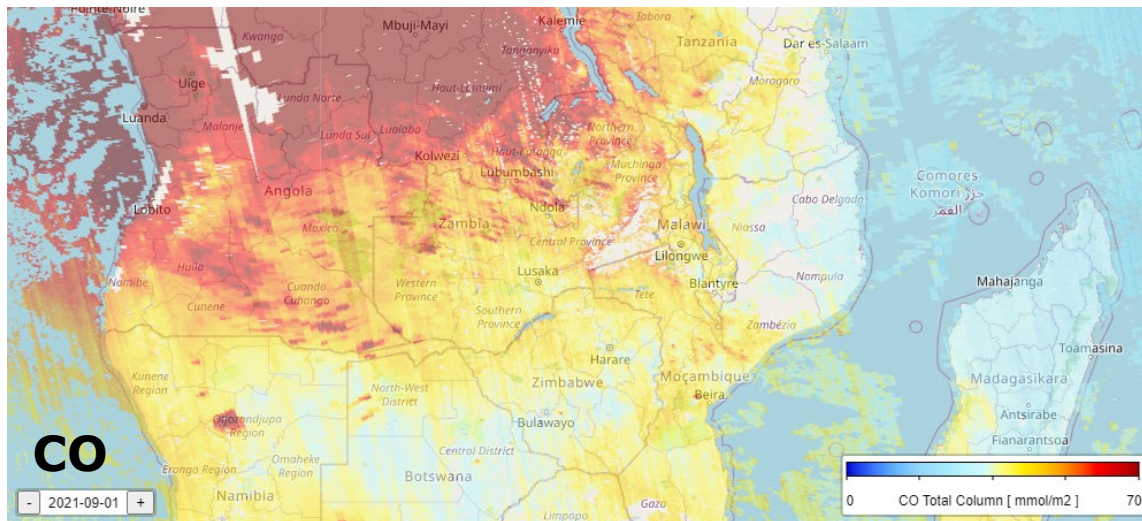 Pointe-Noire
Mbuji-Mayi
Kalemie
Tabora
Kwango
Tanganyika
Tanzania
Dar es-Salaam
Uíge
Lunda Norte
Haut-Lomami
Morogoro
Luanda
Malanje
Lunda Sul
Lualaba
Northern
Province
Kolwezi
Haut-Katanga
Muchinga
Province
Lubumbashi
Angola
Comores
Komori جزر
القمر
Lobito
Ndola
Cabo Delgado
Moxico
Zambia
Malawi
Niassa
Central Province
Huíla
Lilongwe
Lusaka
Nampula
Mahajanga
Namibe
Cuando
Cubango
Western
Province
Blantyre
Cunene
Tete
Southern
Province
Zambézia
Harare
Toamasina
Kunene
Region
North-West
District
Zimbabwe
Moçambique
Madagasikara
Beira
Otjozondjupa
Region
Bulawayo
Antsirabe
Fianarantsoa
CO
Central District
Erongo Region
Omaheke
Region
Botswana
Namibia
Gaza
Limpopo
- 2021-09-01 +
0 CO Total Column [ mmol/m2 ] 70